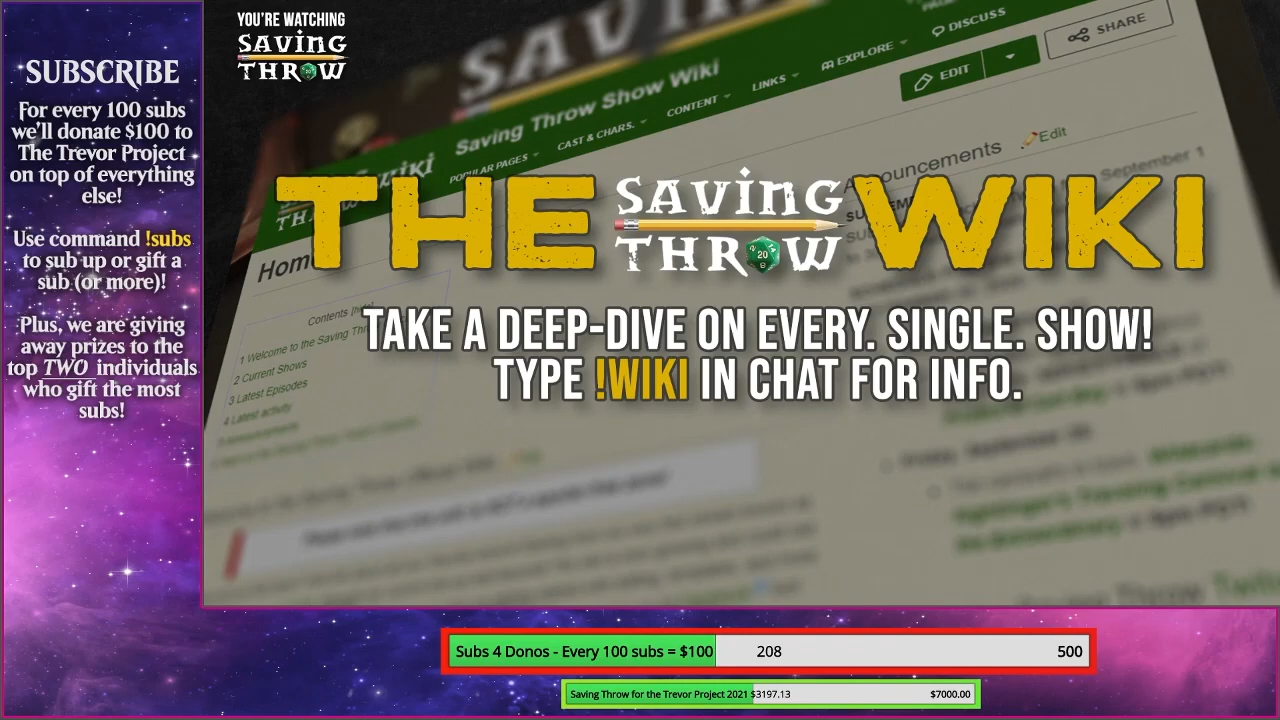 SUBSCRIBE
For every 100 subs
we'll donate $100 to
The Trevor Project
on top of everything
else!
Use command !subs
to sub up or gift a
sub (or more)!
Plus, we are giving
away prizes to the
top TWO individuals
who gift the most
subs!
YOU'RE WATCHING
SAVING
THROW
Saving Throw Show Wiki
POPULAR PAGES
CAST & CHARS.
CONTENT
LINKS
EXPLORE
DISCUSS
EDIT
SHARE
Announcements
Edit
September 1
THE SAVING THROW WIKI
20
Home
Contents
1 Welcome to the Saving
2 Current Shows
3 Latest Episodes
4 Latest activity
TAKE A DEEP-DIVE ON EVERY. SINGLE. SHOW!
TYPE !WIKI IN CHAT FOR INFO.
Subs 4 Donos - Every 100 subs = $100 208 500
Saving Throw for the Trevor Project 2021 $3197.13 $7000.00